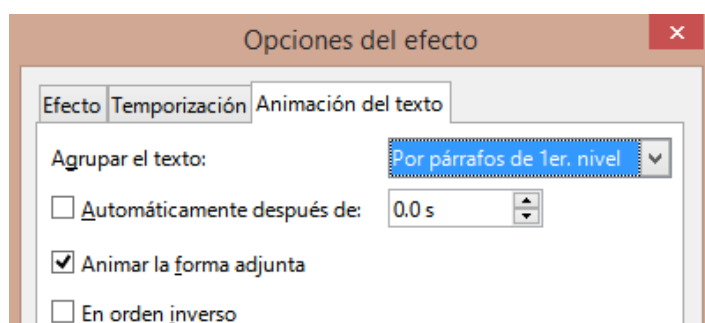 Opciones del efecto
Efecto Temporización Animación del texto
Agrupar el texto: Por párrafos de 1er. nivel
Automáticamente después de: 0.0 s
Animar la forma adjunta
En orden inverso